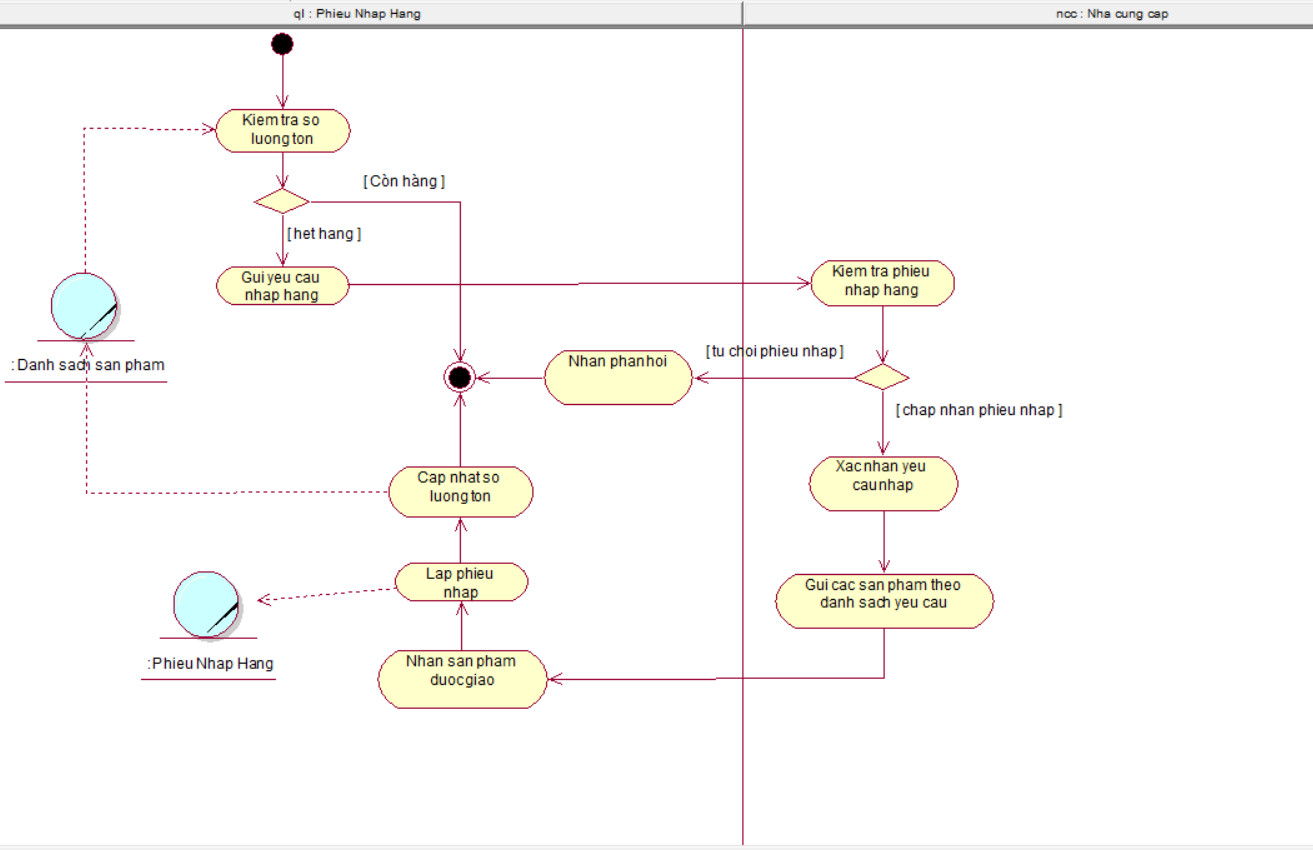 ql : Phieu Nhap Hang
ncc : Nha cung cap
Kiem tra so
luong ton
[ Còn hàng ]
[ het hang ]
Gui yeu cau
nhap hang
Kiem tra phieu
nhap hang
: Danh sach san pham
Nhan phan hoi
[ tu choi phieu nhap ]
[ chap nhan phieu nhap ]
Cap nhat so
luong ton
Xac nhan yeu
cau nhap
Lap phieu
nhap
Gui cac san pham theo
danh sach yeu cau
: Phieu Nhap Hang
Nhan san pham
duoc giao